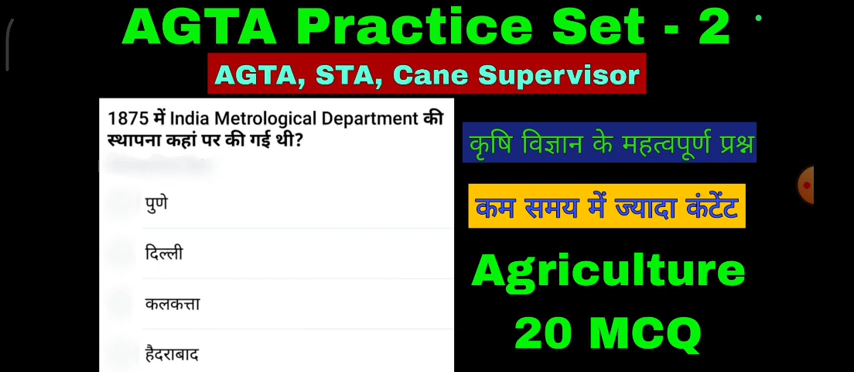 AGTA Practice Set - 2
AGTA, STA, Cane Supervisor
1875 में India Metrological Department की
स्थापना कहां पर की गई थी?
पुणे
दिल्ली
कलकत्ता
हैदराबाद
कृषि विज्ञान के महत्वपूर्ण प्रश्न
कम समय में ज्यादा कंटेंट
Agriculture
20 MCQ